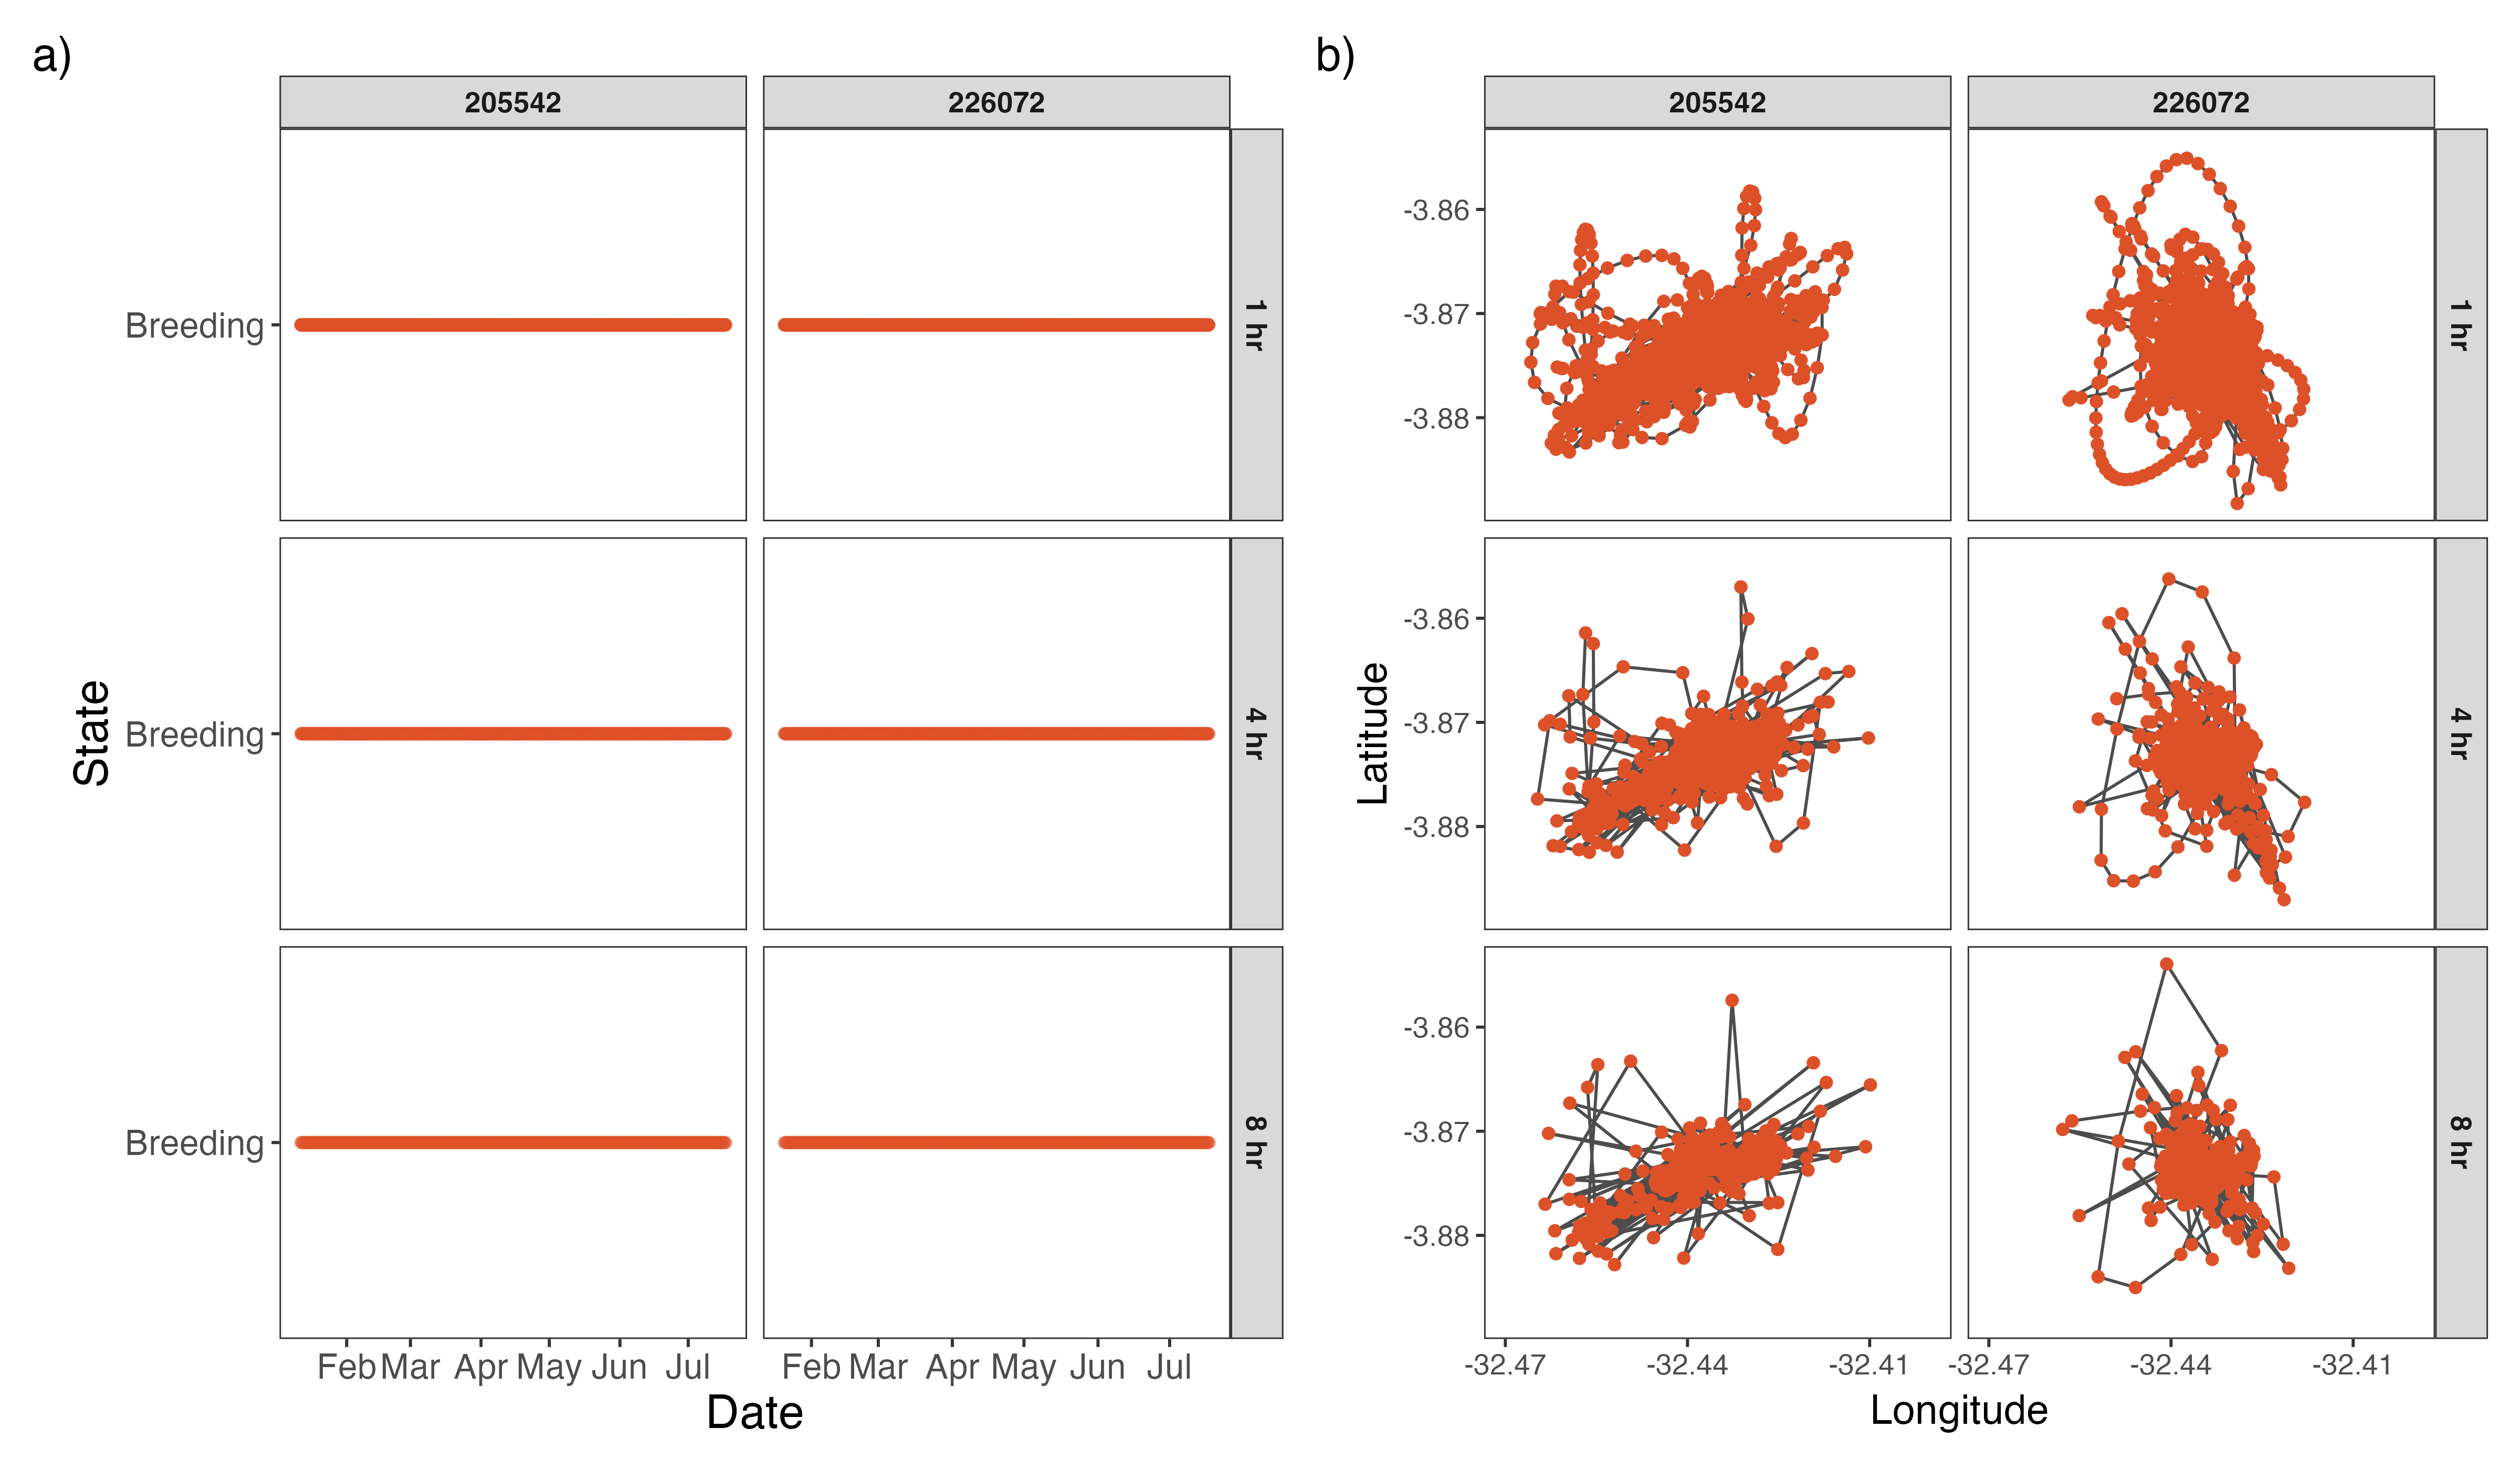 a)
205542 226072
1 hr
Breeding
4 hr
Breeding
8 hr
Breeding
State
Feb Mar Apr May Jun Jul Feb Mar Apr May Jun Jul
Date
b)
205542 226072
1 hr
-3.86
-3.87
-3.88
4 hr
-3.86
-3.87
-3.88
8 hr
-3.86
-3.87
-3.88
Latitude
-32.47 -32.44 -32.41 -32.47 -32.44 -32.41
Longitude